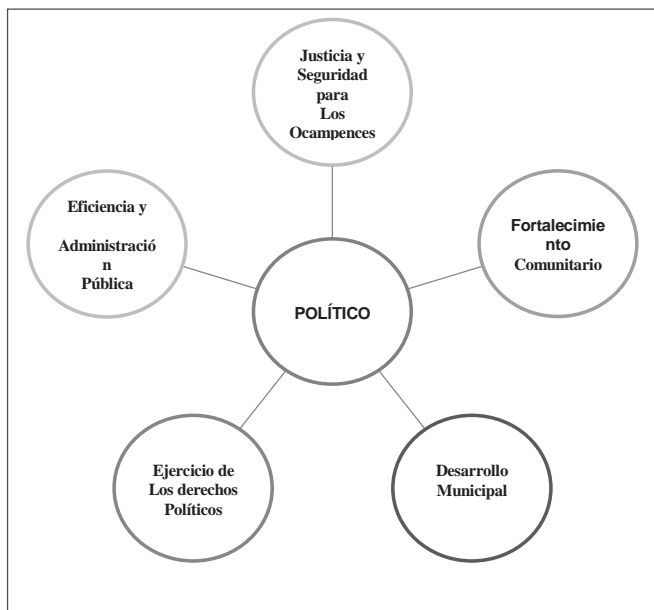 Justicia y
Seguridad
para
Los
Ocampences
Eficiencia y
Administració
n
Pública
Fortalecimie
nto
Comunitario
POLÍTICO
Ejercicio de
Los derechos
Políticos
Desarrollo
Municipal